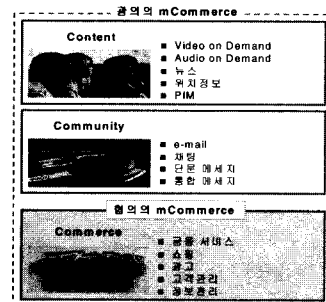 광의의 mCommerce
Content
■ Video on Demand
■ Audio on Demand
■ 뉴스
■ 위치정보
■ PIM
Community
■ e-mail
■ 채팅
■ 단문 메세지
■ 통합 메세지
협의의 mCommerce
Commerce
■ 금융 서비스
■ 쇼핑
■ 광고
■ 고객관리
■ 정보관리